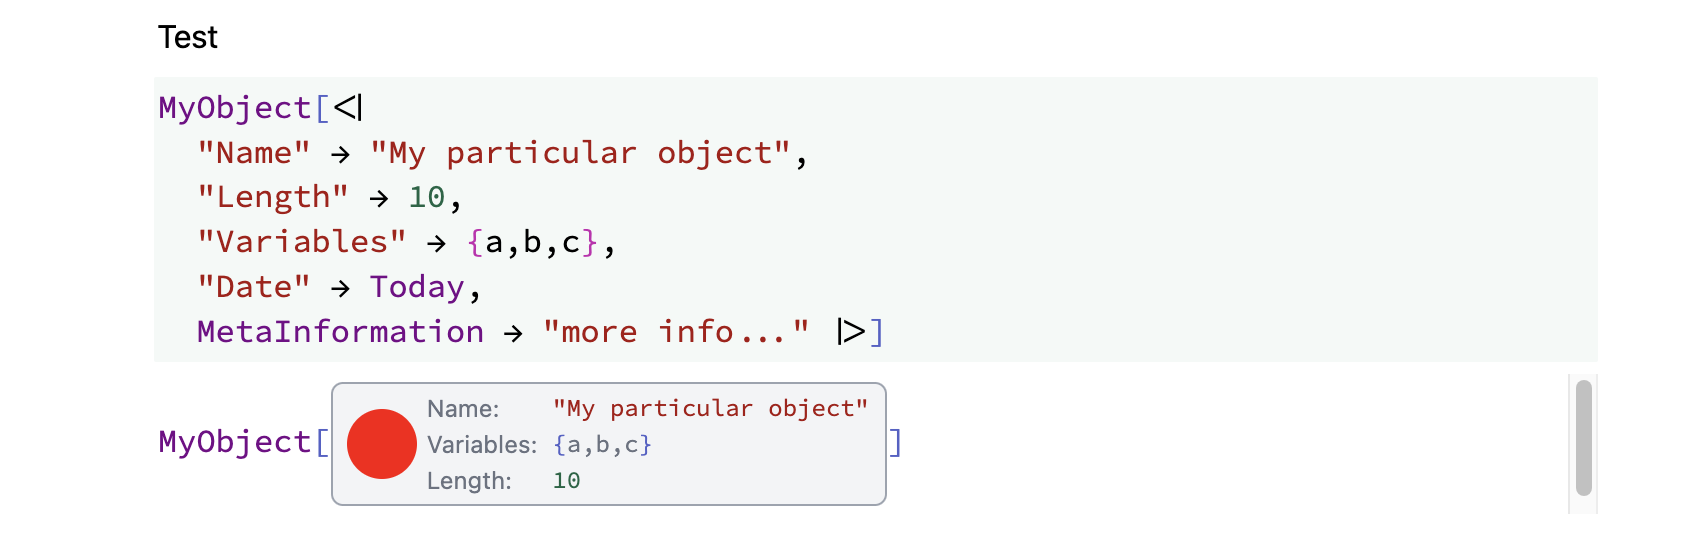 Test
MyObject[<|
"Name" → "My particular object",
"Length" → 10,
"Variables" → {a,b,c},
"Date" → Today,
MetaInformation → "more info..." |>]
MyObject[
Name: "My particular object"
Variables: {a,b,c}
Length: 10
]